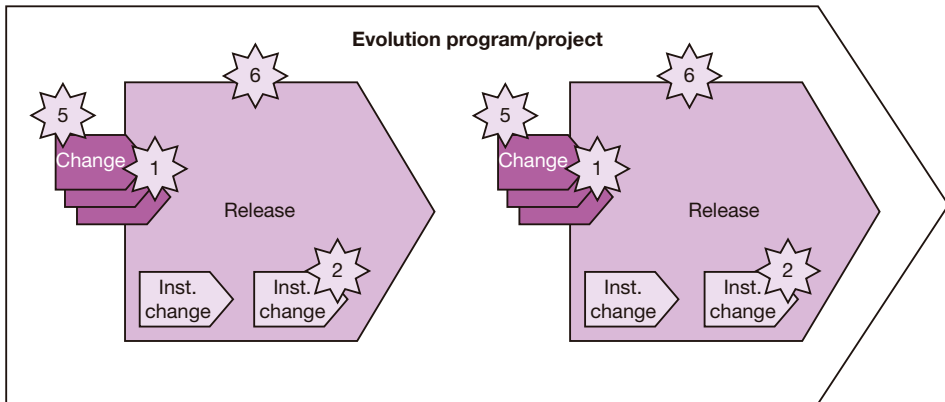 Evolution program/project
6
5
Change
1
Release
2
Inst.
change
Inst.
change
6
5
Change
1
Release
2
Inst.
change
Inst.
change